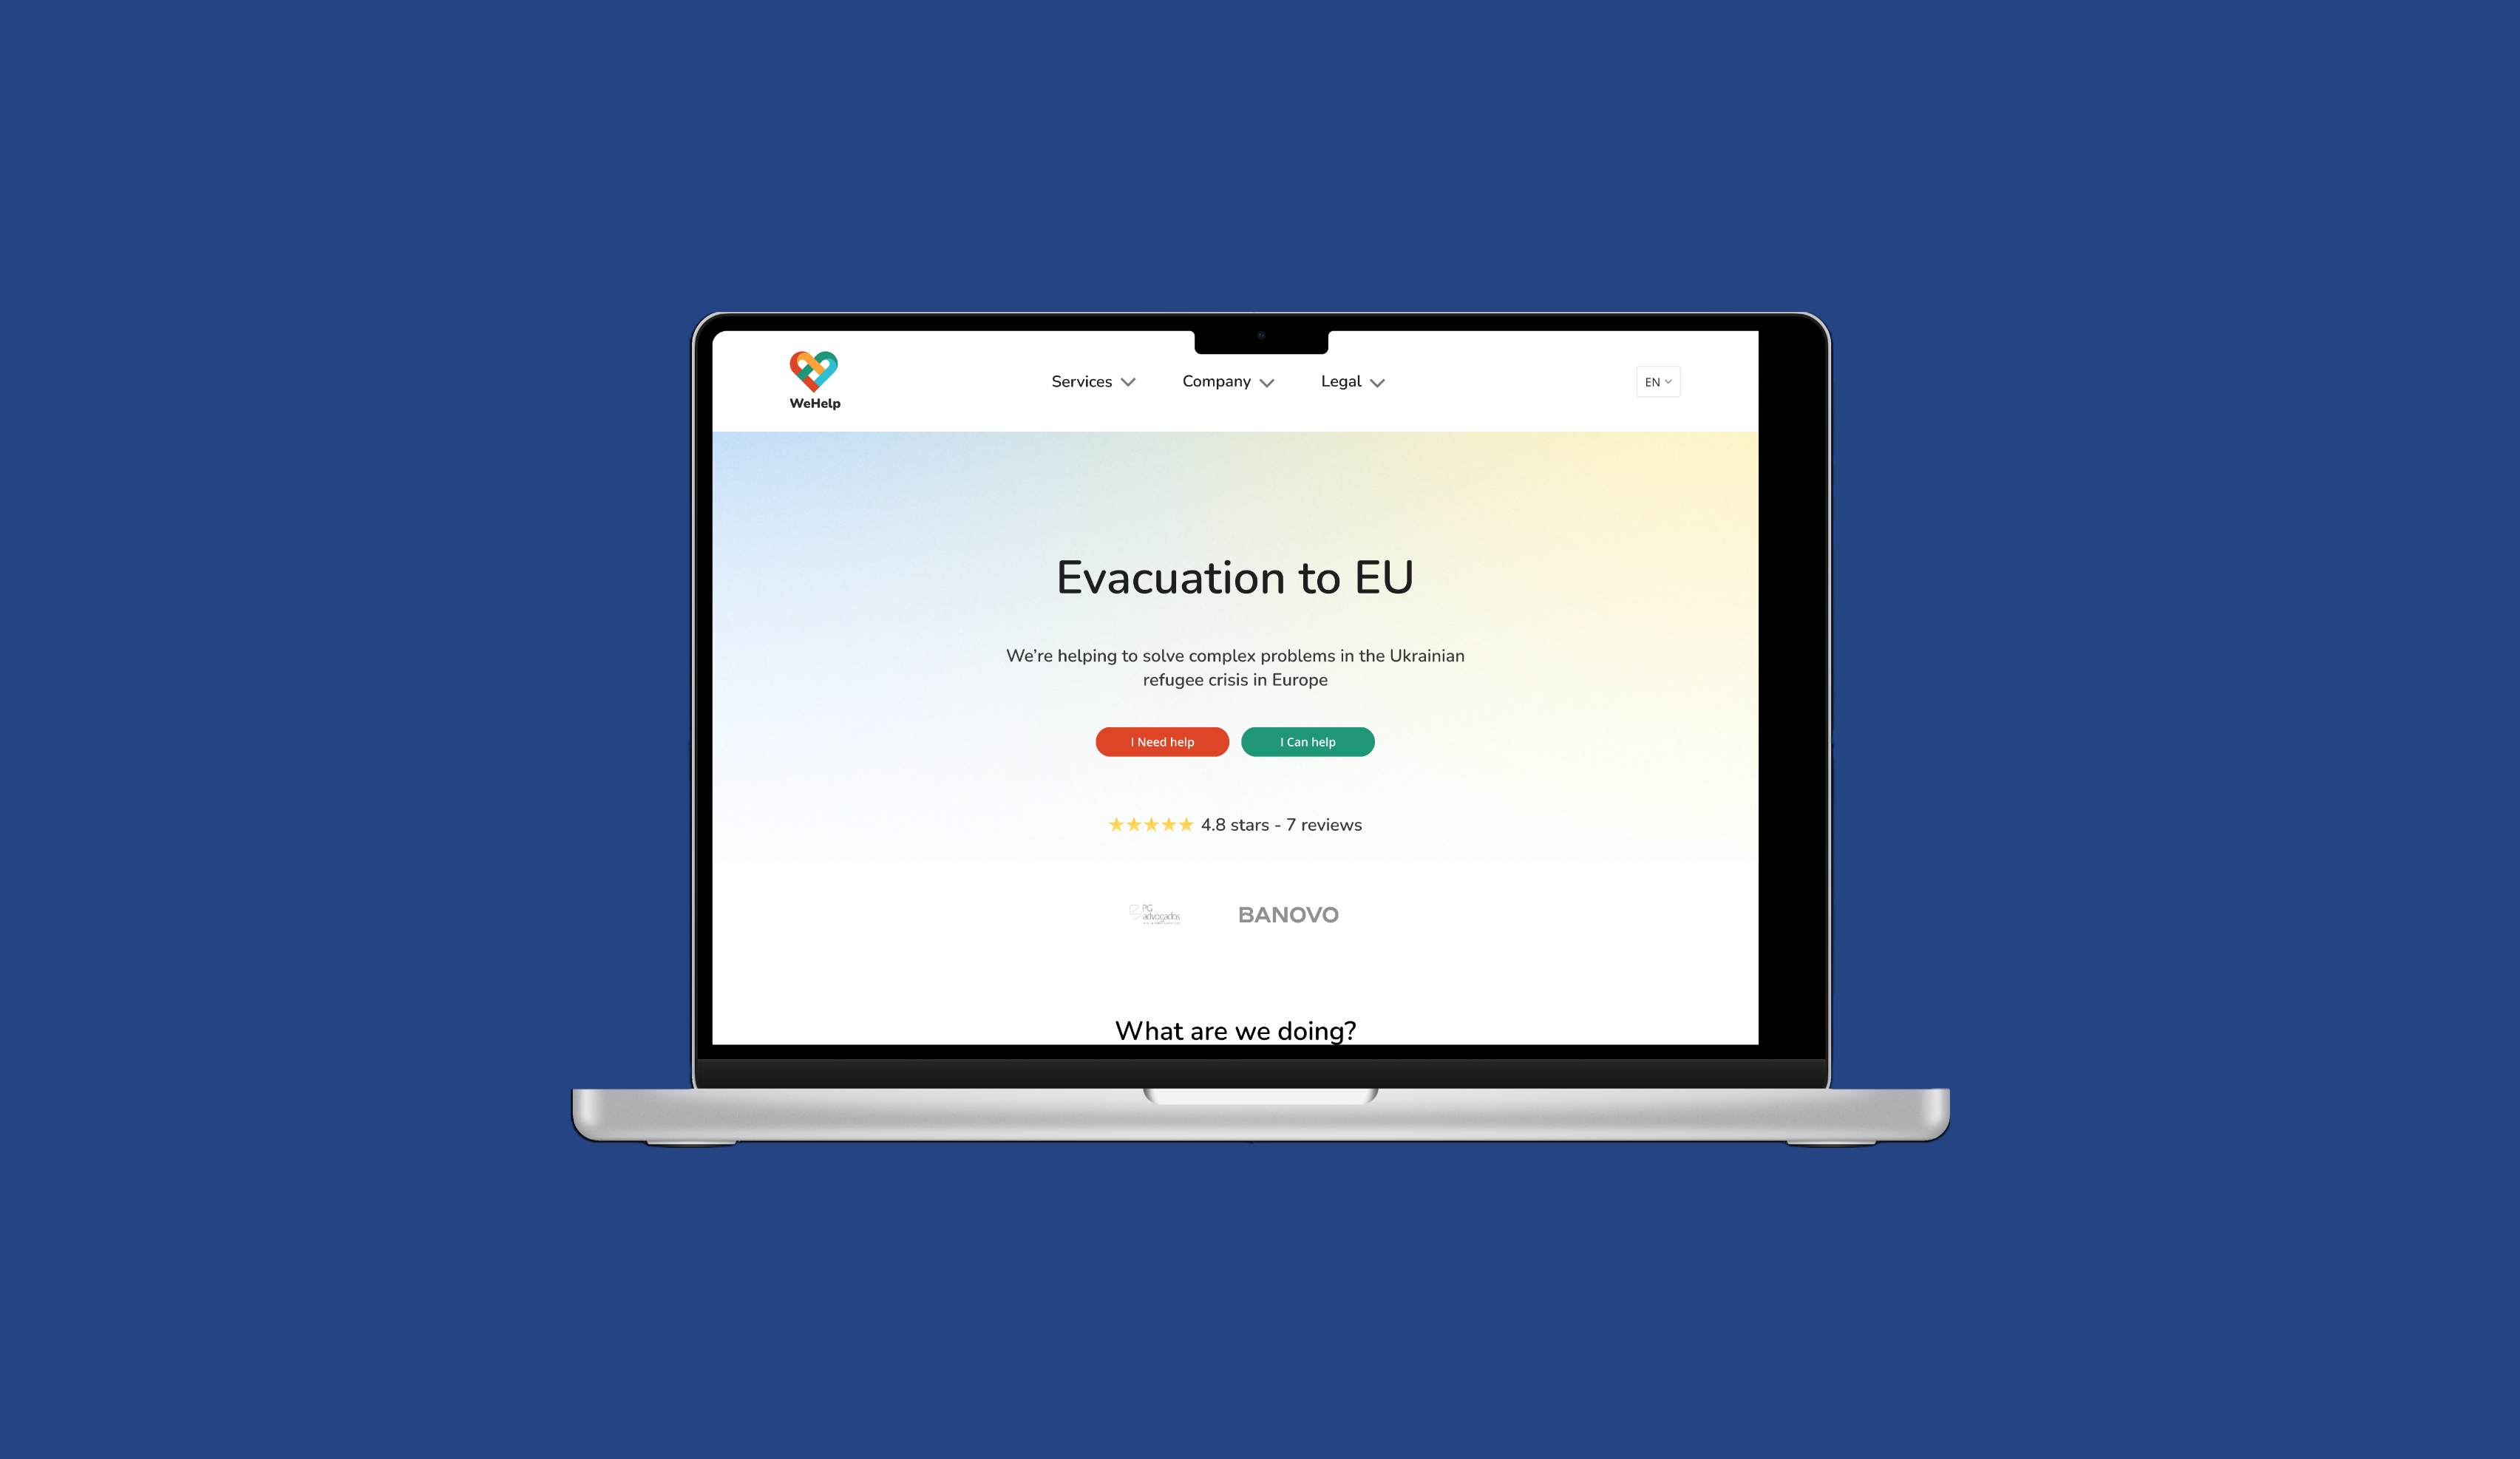 WeHelp
Services
Company
Legal
EN
Evacuation to EU
We're helping to solve complex problems in the Ukrainian
refugee crisis in Europe
I Need help
I Can help
4.8 stars - 7 reviews
PG
advogados
BANOVO
What are we doing?